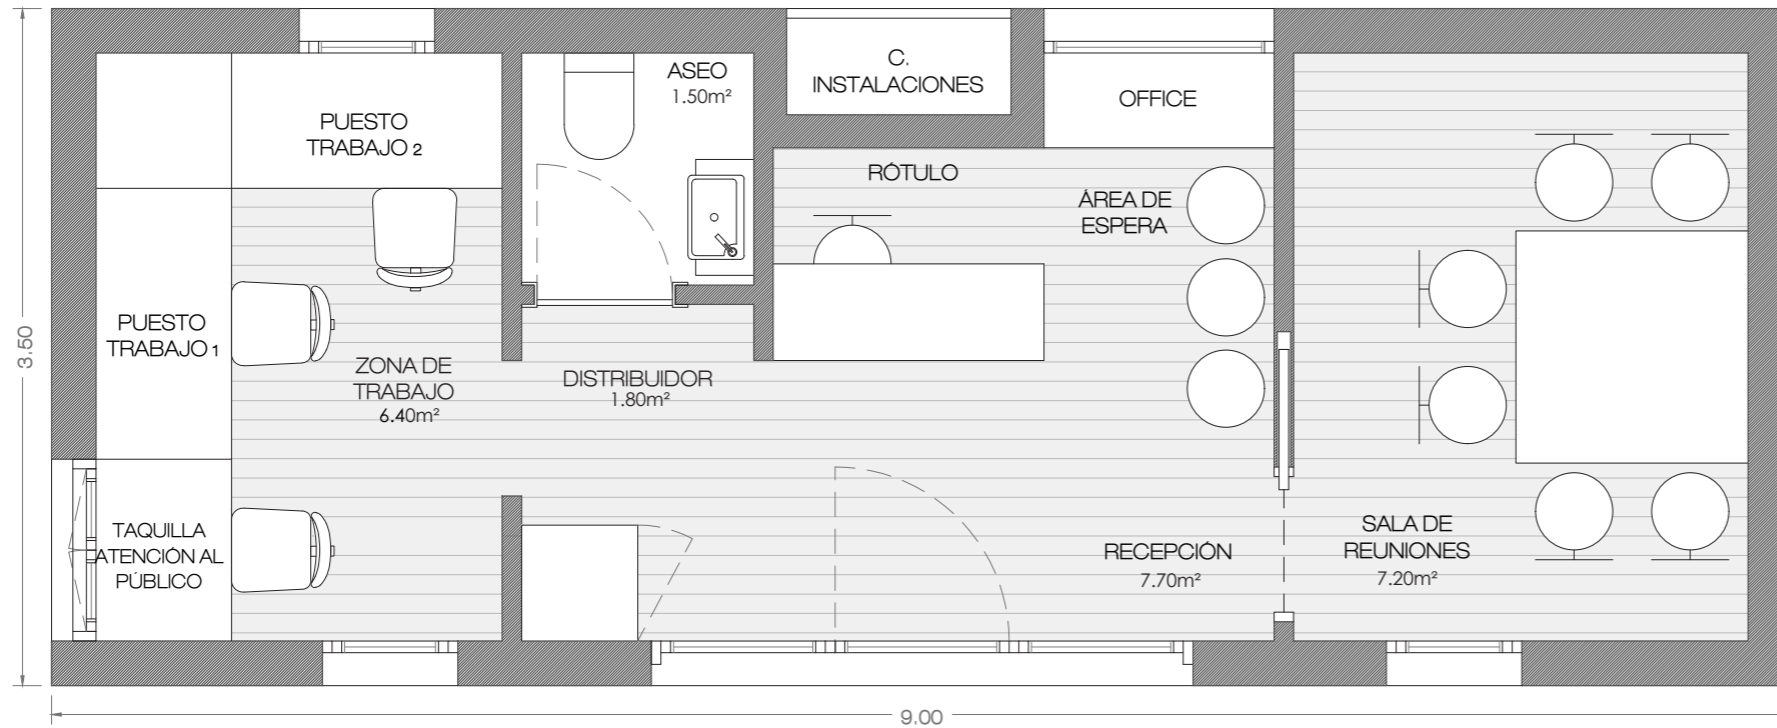 3.50
PUESTO
TRABAJO 2
PUESTO
TRABAJO 1
ZONA DE
TRABAJO
6.40m²
TAQUILLA
ATENCIÓN AL
PÚBLICO
ASEO
1.50m²
DISTRIBUIDOR
1.80m²
C.
INSTALACIONES
OFFICE
RÓTULO
ÁREA DE
ESPERA
RECEPCIÓN
7.70m²
SALA DE
REUNIONES
7.20m²
9.00